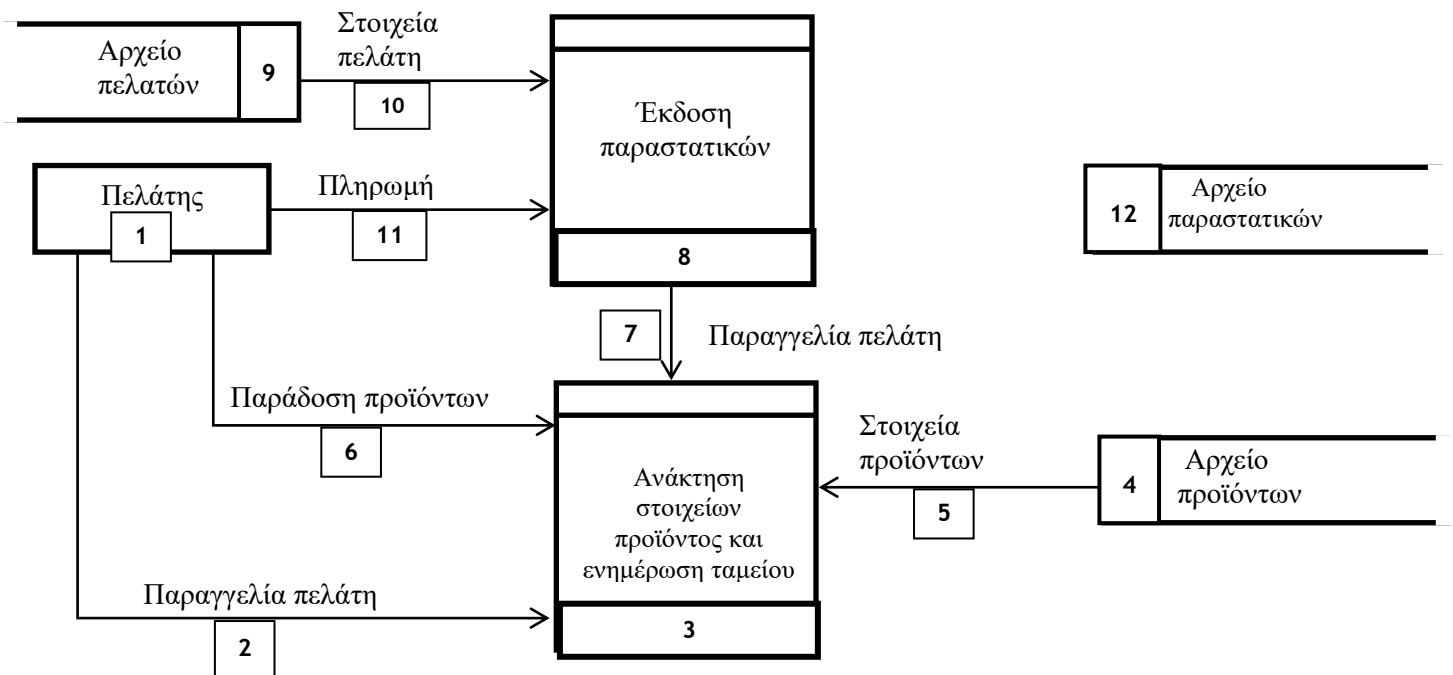 Στοιχεία
πελάτη
Αρχείο
πελατών
9
10
Έκδοση
παραστατικών
8
Πελάτης
1
Πληρωμή
11
Αρχείο
παραστατικών
12
7
Παραγγελία πελάτη
Παράδοση προϊόντων
6
Ανάκτηση
στοιχείων
προϊόντος και
ενημέρωση ταμείου
3
Στοιχεία
προϊόντων
5
4
Αρχείο
προϊόντων
Παραγγελία πελάτη
2